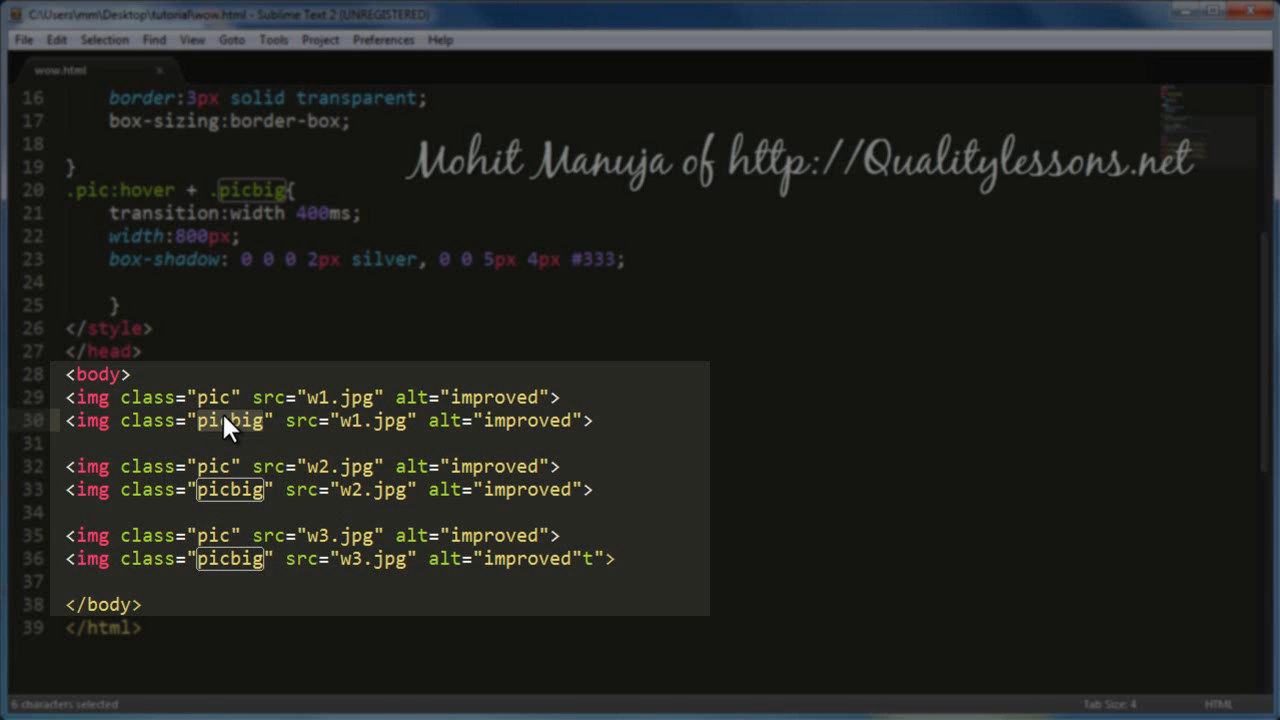 C:\Users\mm\Desktop\tutorial\wow.html - Sublime Text 2 (UNREGISTERED)
File Edit Selection Find View Goto Tools Project Preferences Help
wow.html ×
Mohit Manuja of http://Qualitylessons.net
16 border:3px solid transparent;
17 box-sizing:border-box;
18
19 }
20 .pic:hover + .picbig{
21 transition:width 400ms;
22 width:800px;
23 box-shadow: 0 0 0 2px silver, 0 0 5px 4px #333;
24
25 }
26 </style>
27 </head>
28 <body>
29 <img class="pic" src="w1.jpg" alt="improved">
30 <img class="picbig" src="w1.jpg" alt="improved">
31
32 <img class="pic" src="w2.jpg" alt="improved">
33 <img class="picbig" src="w2.jpg" alt="improved">
34
35 <img class="pic" src="w3.jpg" alt="improved">
36 <img class="picbig" src="w3.jpg" alt="improved"t">
37
38 </body>
39 </html>
6 characters selected Tab Size: 4 HTML